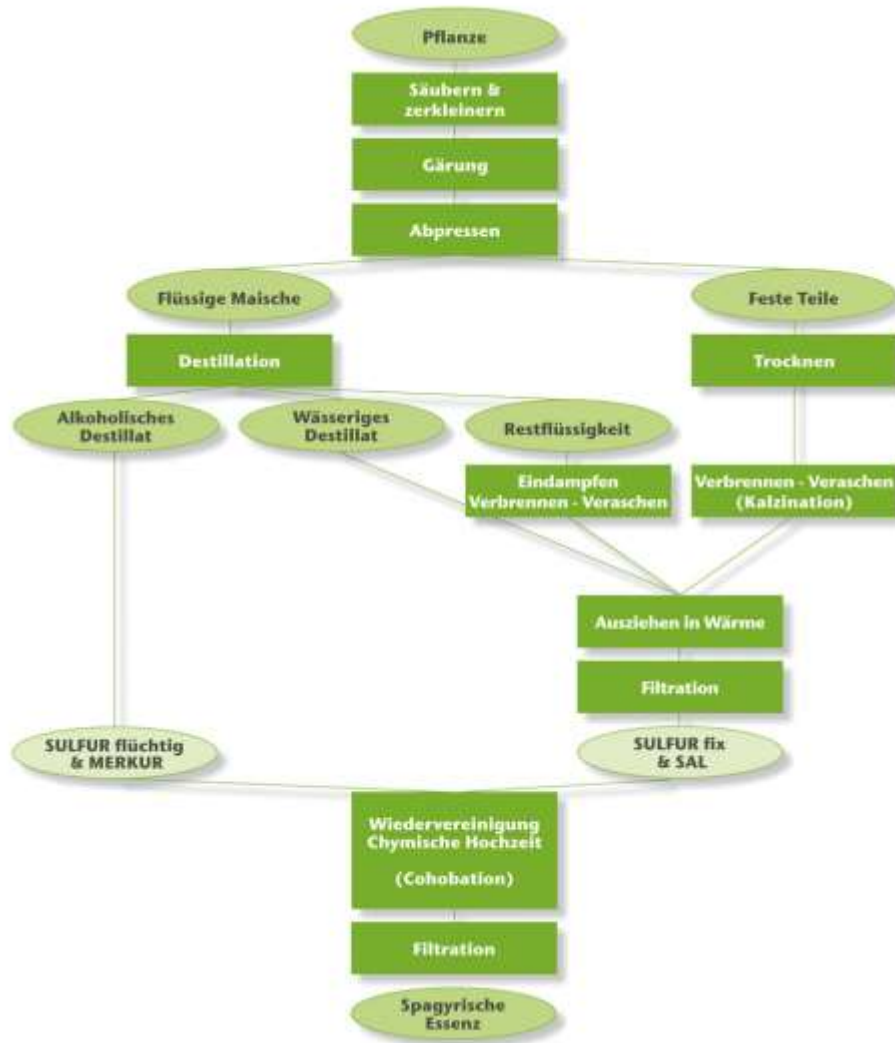 Pflanze
Säubern &
zerkleinern
Gärung
Abpressen
Flüssige Maische
Feste Teile
Destillation
Trocknen
Alkoholisches
Destillat
Wässeriges
Destillat
Restflüssigkeit
Eindampfen
Verbrennen - Veraschen
Verbrennen - Veraschen
(Kalzination)
Ausziehen in Wärme
Filtration
SULFUR flüchtig
& MERKUR
SULFUR fix
& SAL
Wiedervereinigung
Chymische Hochzeit
(Cohobation)
Filtration
Spagyrische
Essenz